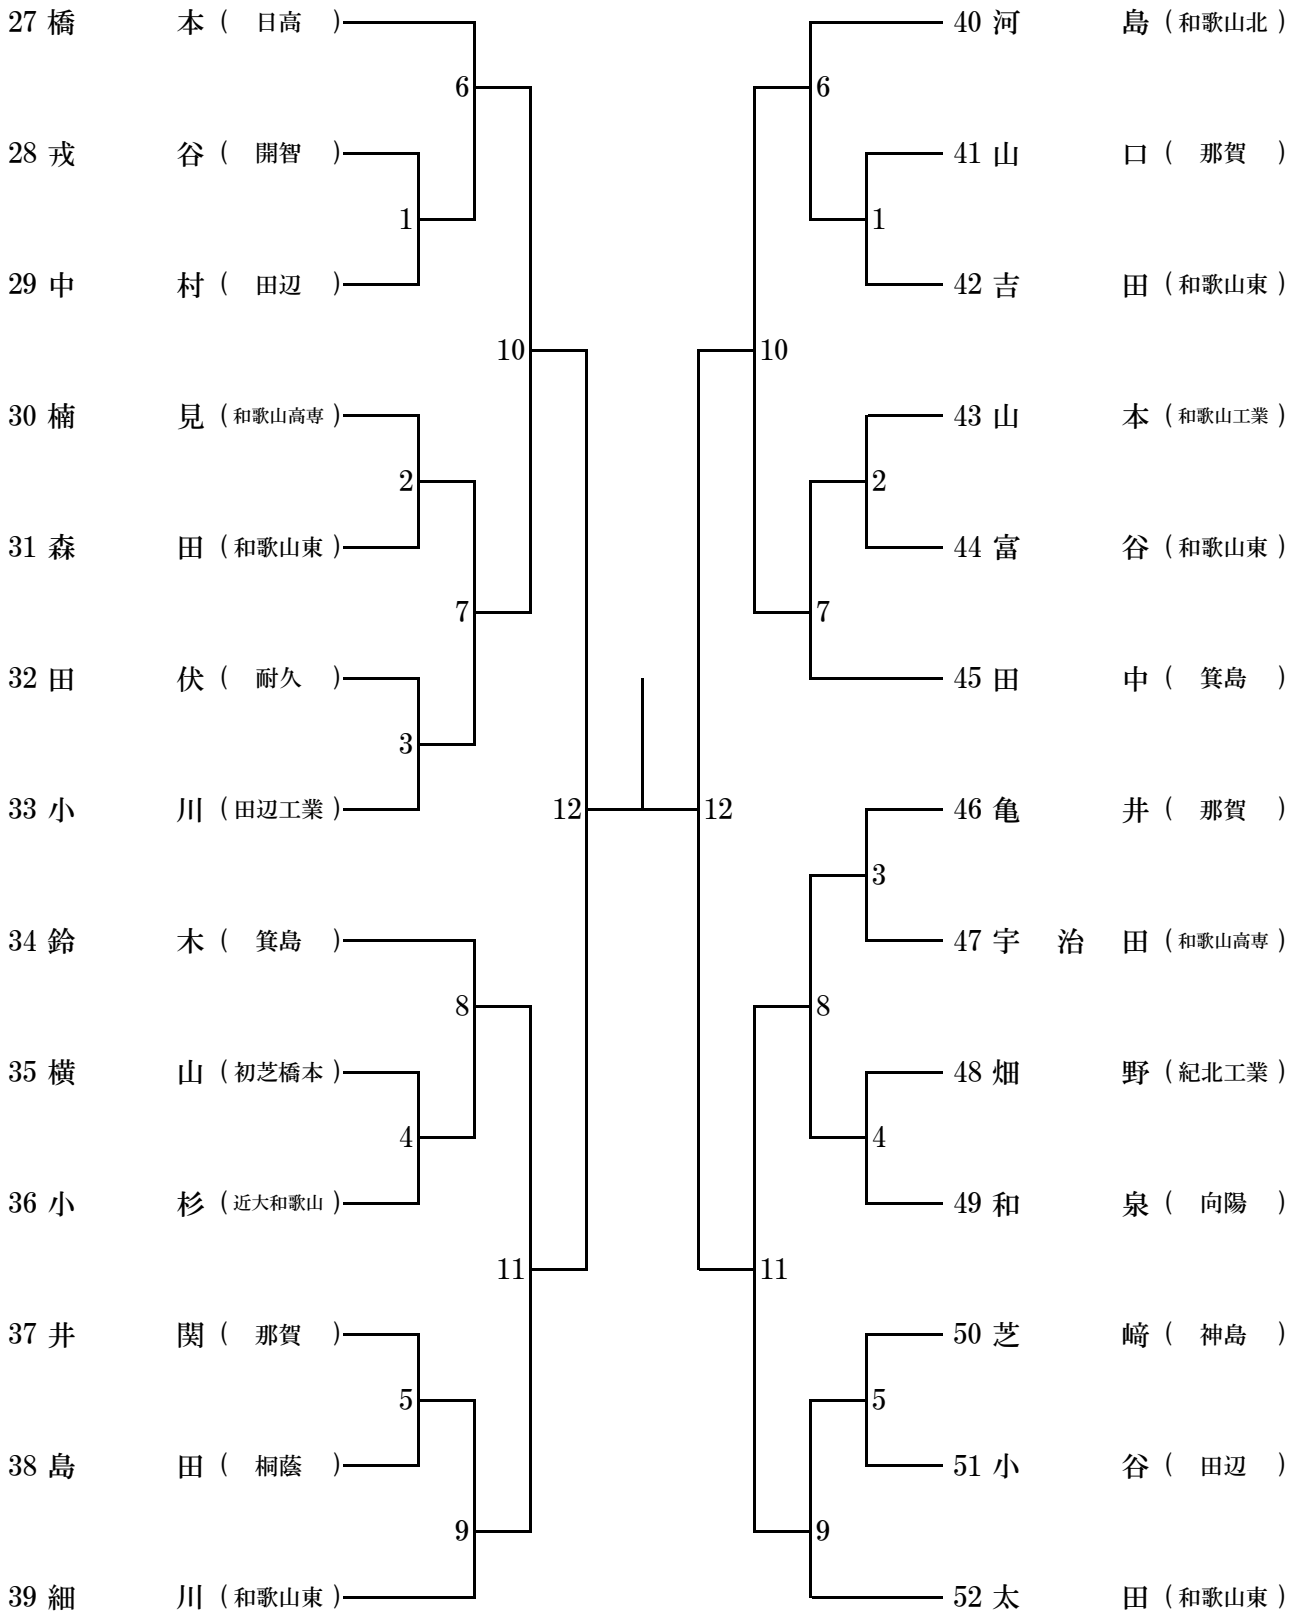 27 橋 本 ( 日高 )
6
28 戎 谷 ( 開智 )
1
29 中 村 ( 田辺 )
10
30 楠 見 ( 和歌山高専 )
2
31 森 田 ( 和歌山東 )
7
32 田 伏 ( 耐久 )
3
33 小 川 ( 田辺工業 )
12
34 鈴 木 ( 箕島 )
8
35 横 山 ( 初芝橋本 )
4
36 小 杉 ( 近大和歌山 )
11
37 井 関 ( 那賀 )
5
38 島 田 ( 桐蔭 )
9
39 細 川 ( 和歌山東 )
40 河 島 ( 和歌山北 )
6
41 山 口 ( 那賀 )
1
42 吉 田 ( 和歌山東 )
10
43 山 本 ( 和歌山工業 )
2
44 富 谷 ( 和歌山東 )
7
45 田 中 ( 箕島 )
12
46 亀 井 ( 那賀 )
3
47 宇 治 田 ( 和歌山高専 )
8
48 畑 野 ( 紀北工業 )
4
49 和 泉 ( 向陽 )
11
50 芝 﨑 ( 神島 )
5
51 小 谷 ( 田辺 )
9
52 太 田 ( 和歌山東 )